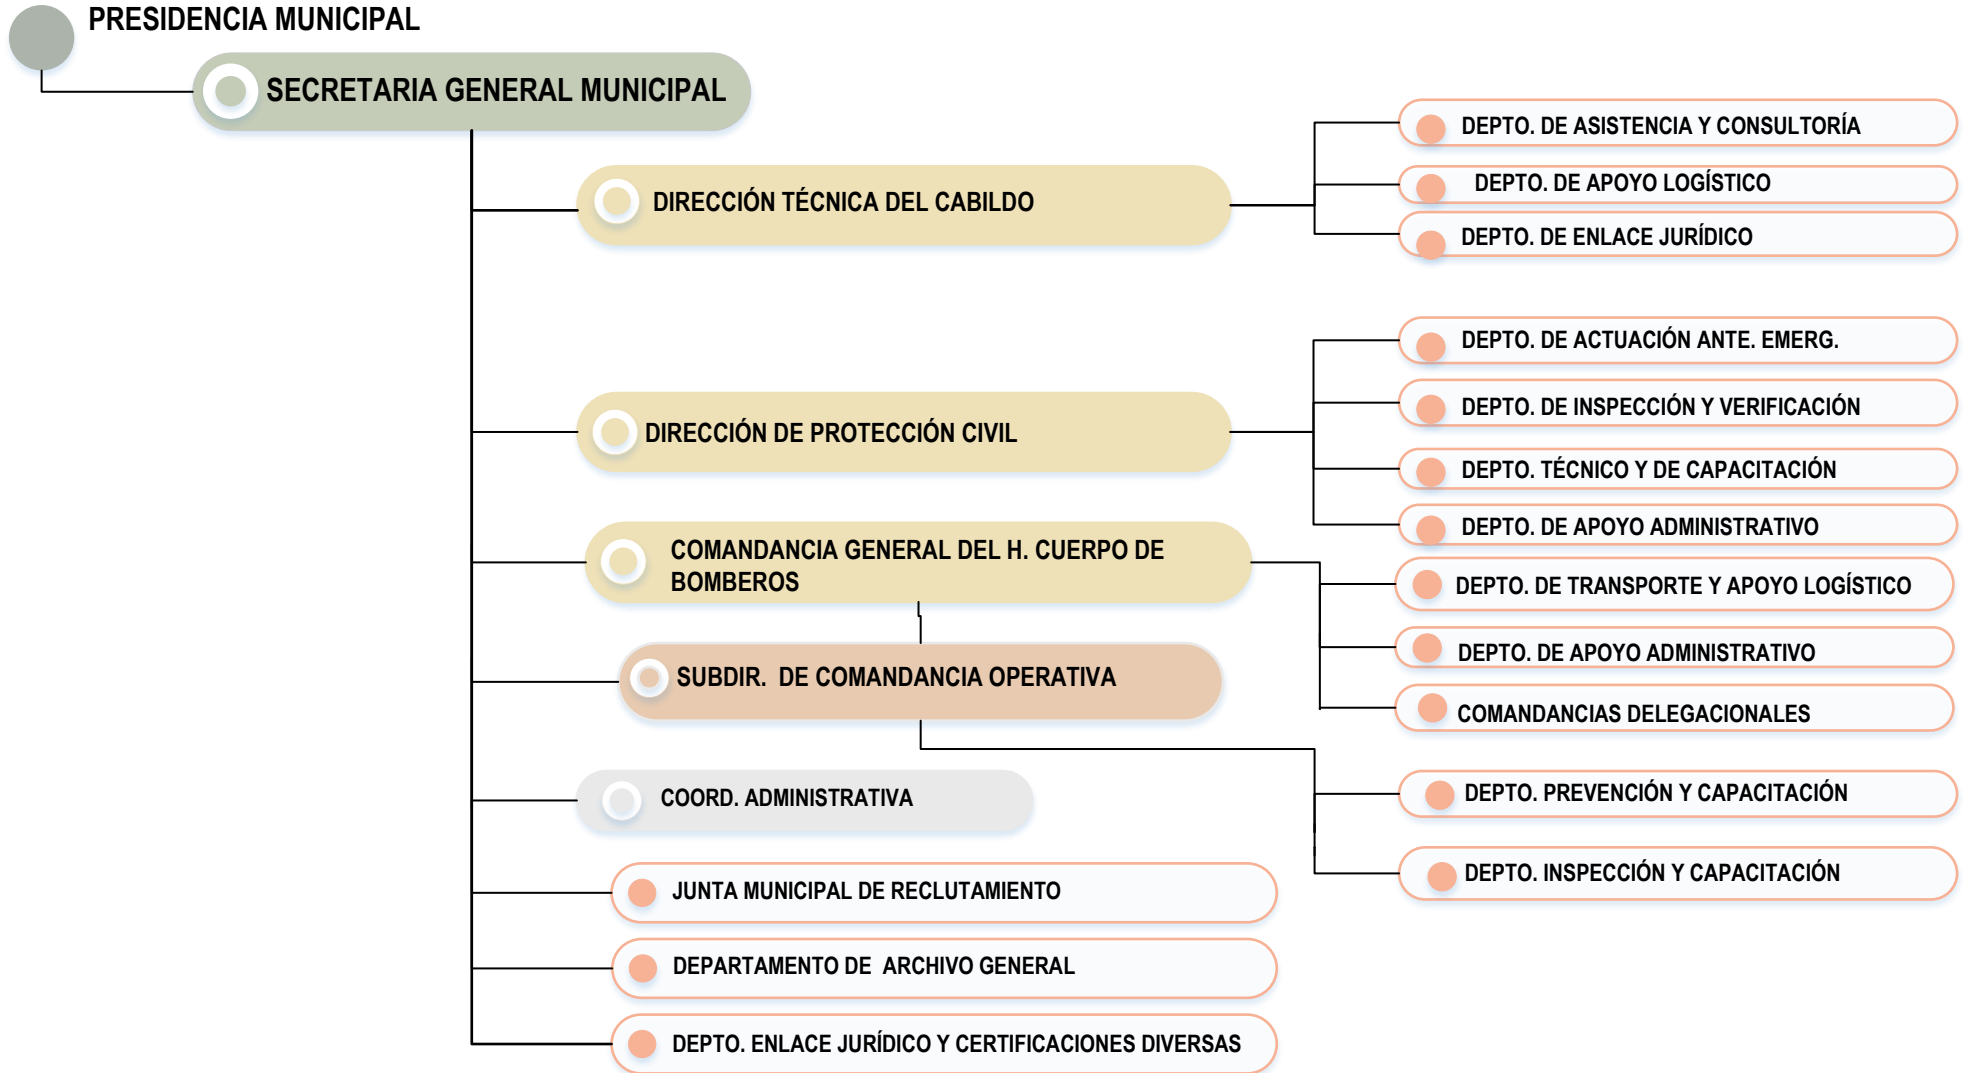 PRESIDENCIA MUNICIPAL
SECRETARIA GENERAL MUNICIPAL
DIRECCIÓN TÉCNICA DEL CABILDO
DEPTO. DE ASISTENCIA Y CONSULTORÍA
DEPTO. DE APOYO LOGÍSTICO
DEPTO. DE ENLACE JURÍDICO
DIRECCIÓN DE PROTECCIÓN CIVIL
DEPTO. DE ACTUACIÓN ANTE. EMERG.
DEPTO. DE INSPECCIÓN Y VERIFICACIÓN
DEPTO. TÉCNICO Y DE CAPACITACIÓN
DEPTO. DE APOYO ADMINISTRATIVO
COMANDANCIA GENERAL DEL H. CUERPO DE
BOMBEROS
DEPTO. DE TRANSPORTE Y APOYO LOGÍSTICO
DEPTO. DE APOYO ADMINISTRATIVO
COMANDANCIAS DELEGACIONALES
SUBDIR. DE COMANDANCIA OPERATIVA
DEPTO. PREVENCIÓN Y CAPACITACIÓN
DEPTO. INSPECCIÓN Y CAPACITACIÓN
COORD. ADMINISTRATIVA
JUNTA MUNICIPAL DE RECLUTAMIENTO
DEPARTAMENTO DE ARCHIVO GENERAL
DEPTO. ENLACE JURÍDICO Y CERTIFICACIONES DIVERSAS